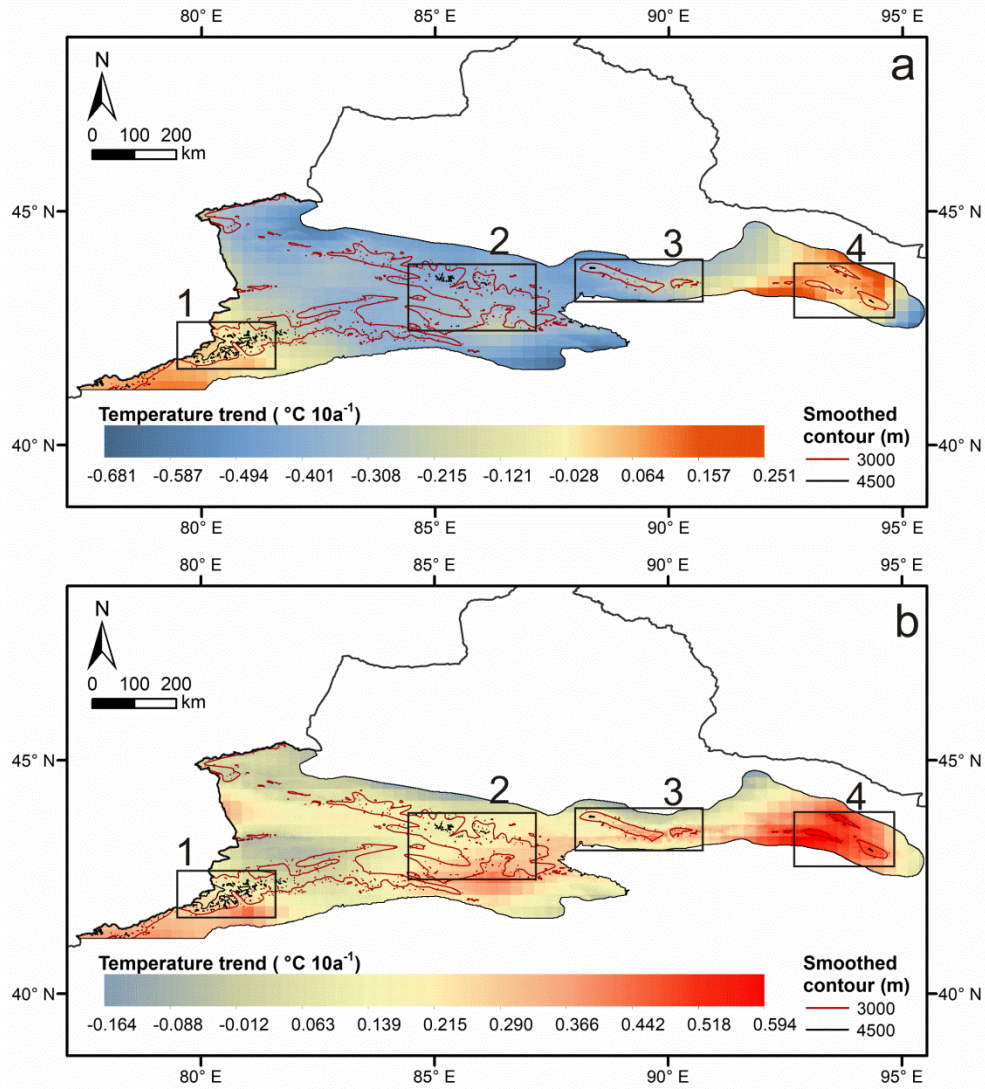 80° E 85° E 90° E 95° E
a
N
0 100 200
km
45° N 45° N
2
3
4
1
Temperature trend ( °C 10a⁻¹)
-0.681 -0.587 -0.494 -0.401 -0.308 -0.215 -0.121 -0.028 0.064 0.157 0.251
Smoothed
contour (m)
3000
4500
40° N 40° N
80° E 85° E 90° E 95° E
80° E 85° E 90° E 95° E
b
N
0 100 200
km
45° N 45° N
2
3
4
1
Temperature trend ( °C 10a⁻¹)
-0.164 -0.088 -0.012 0.063 0.139 0.215 0.290 0.366 0.442 0.518 0.594
Smoothed
contour (m)
3000
4500
40° N 40° N
80° E 85° E 90° E 95° E